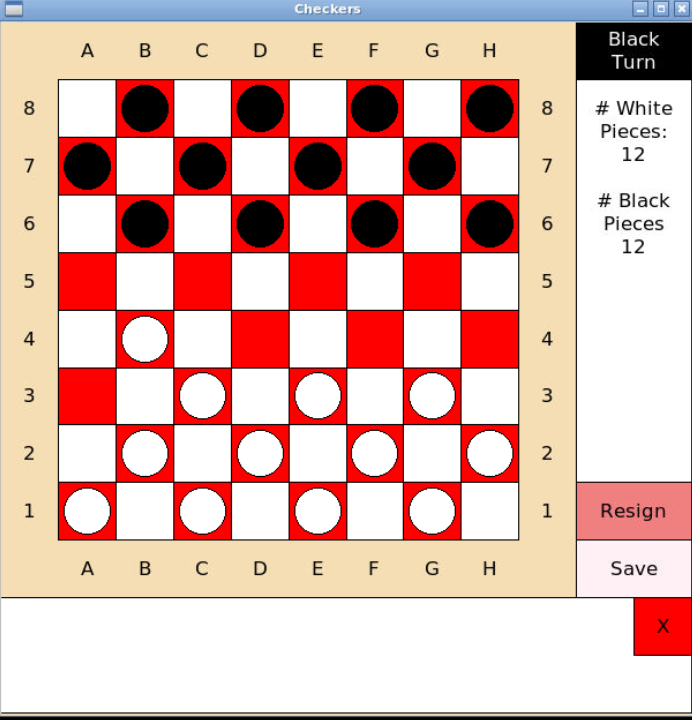 Checkers
A B C D E F G H
Black
Turn
8 8
# White
Pieces:
12
7 7
# Black
Pieces
12
6 6
5 5
4 4
3 3
2 2
1 1
Resign
A B C D E F G H
Save
X